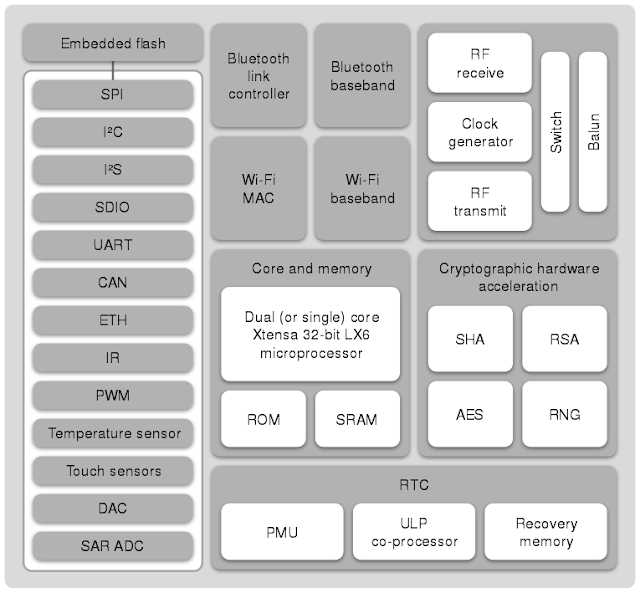 Embedded flash
SPI
I²C
I²S
SDIO
UART
CAN
ETH
IR
PWM
Temperature sensor
Touch sensors
DAC
SAR ADC
Bluetooth
link
controller
Bluetooth
baseband
Wi-Fi
MAC
Wi-Fi
baseband
RF
receive
Clock
generator
RF
transmit
Switch
Balun
Core and memory
Dual (or single) core
Xtensa 32-bit LX6
microprocessor
ROM
SRAM
Cryptographic hardware
acceleration
SHA
RSA
AES
RNG
RTC
PMU
ULP
co-processor
Recovery
memory